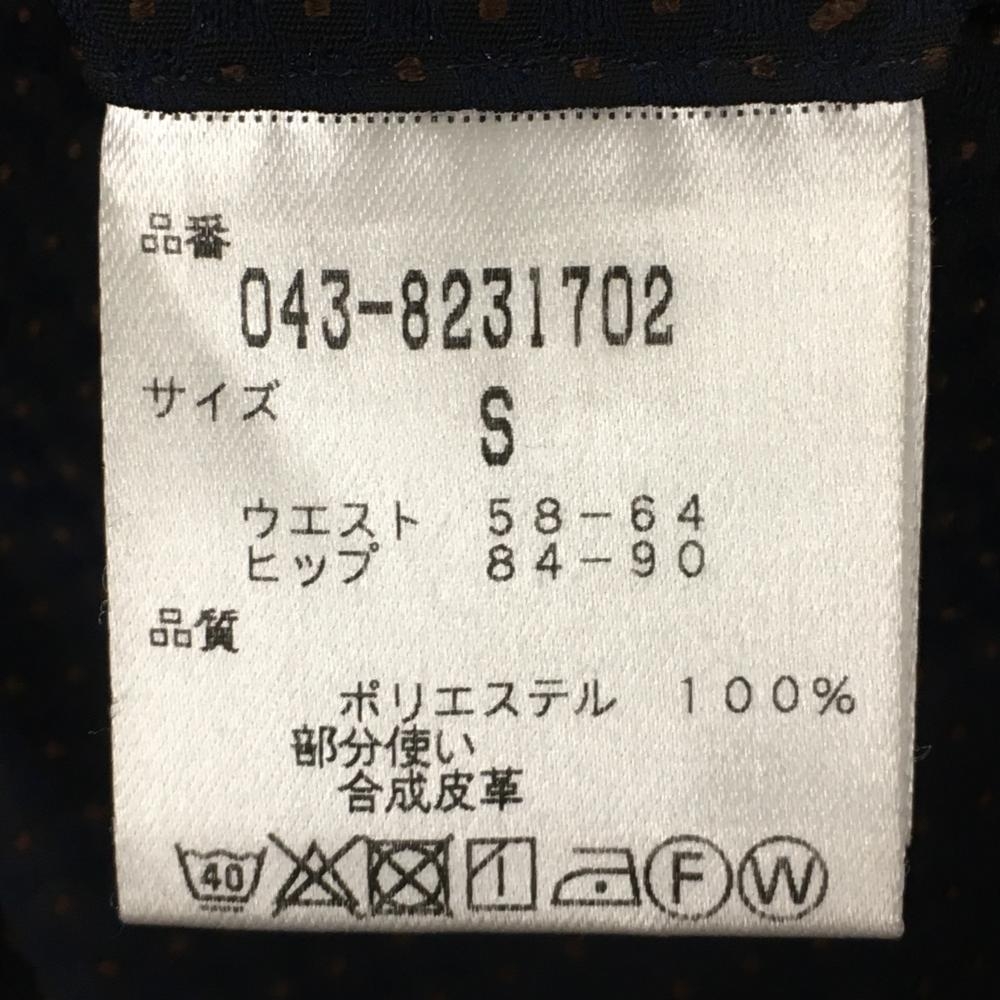 品番
043-8231702
サイズ
S
ウエスト 58-64
ヒップ 84-90
品質
ポリエステル 100%
部分使い
合成皮革
40 F W